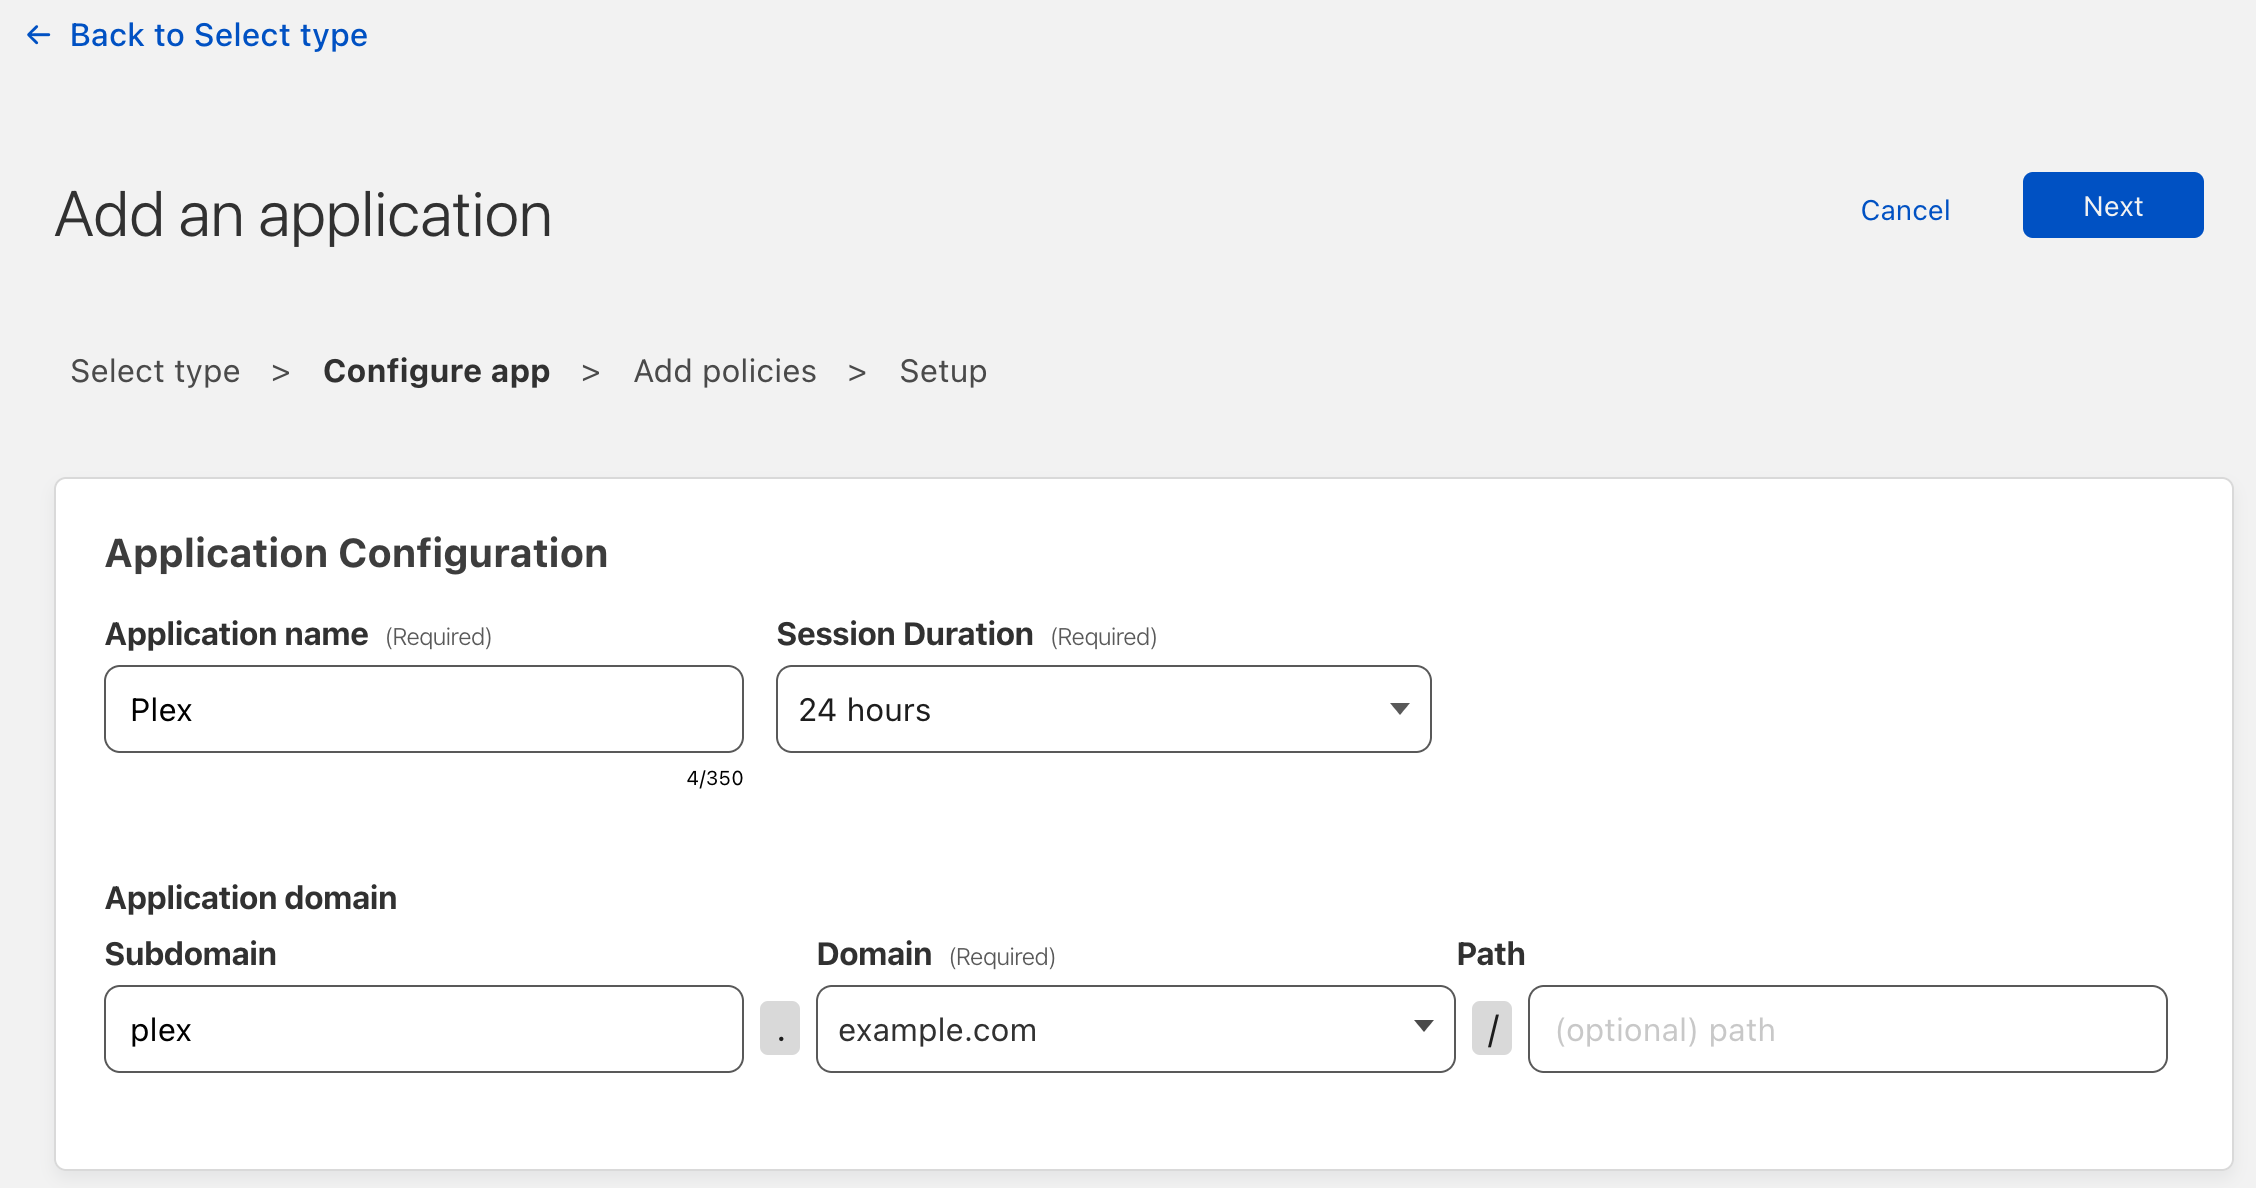 ← Back to Select type
Add an application
Cancel
Next
Select type > Configure app > Add policies > Setup
Application Configuration
Application name (Required)
Session Duration (Required)
Plex
24 hours
4/350
Application domain
Subdomain
Domain (Required)
Path
plex
.
example.com
/
(optional) path